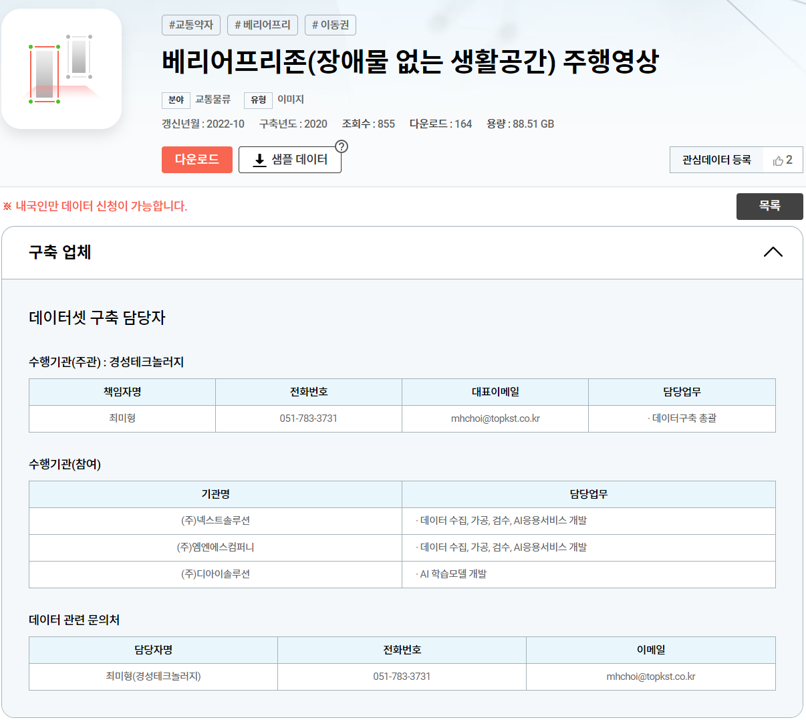 #교통약자 # 베리어프리 # 이동권
베리어프리존(장애물 없는 생활공간) 주행영상
분야 교통물류 유형 이미지
갱신년월 : 2022-10 구축년도 : 2020 조회수 : 855 다운로드 : 164 용량 : 88.51 GB
다운로드 샘플 데이터 ? 관심데이터 등록 2
※ 내국인만 데이터 신청이 가능합니다. 목록
구축 업체
데이터셋 구축 담당자
수행기관(주관) : 경성테크놀러지
책임자명 전화번호 대표이메일 담당업무
최미형 051-783-3731 mhchoi@topkst.co.kr · 데이터구축 총괄
수행기관(참여)
기관명 담당업무
(주)넥스트솔루션 · 데이터 수집, 가공, 검수, AI응용서비스 개발
(주)엠엔에스컴퍼니 · 데이터 수집, 가공, 검수, AI응용서비스 개발
(주)디아이솔루션 · AI 학습모델 개발
데이터 관련 문의처
담당자명 전화번호 이메일
최미형(경성테크놀러지) 051-783-3731 mhchoi@topkst.co.kr